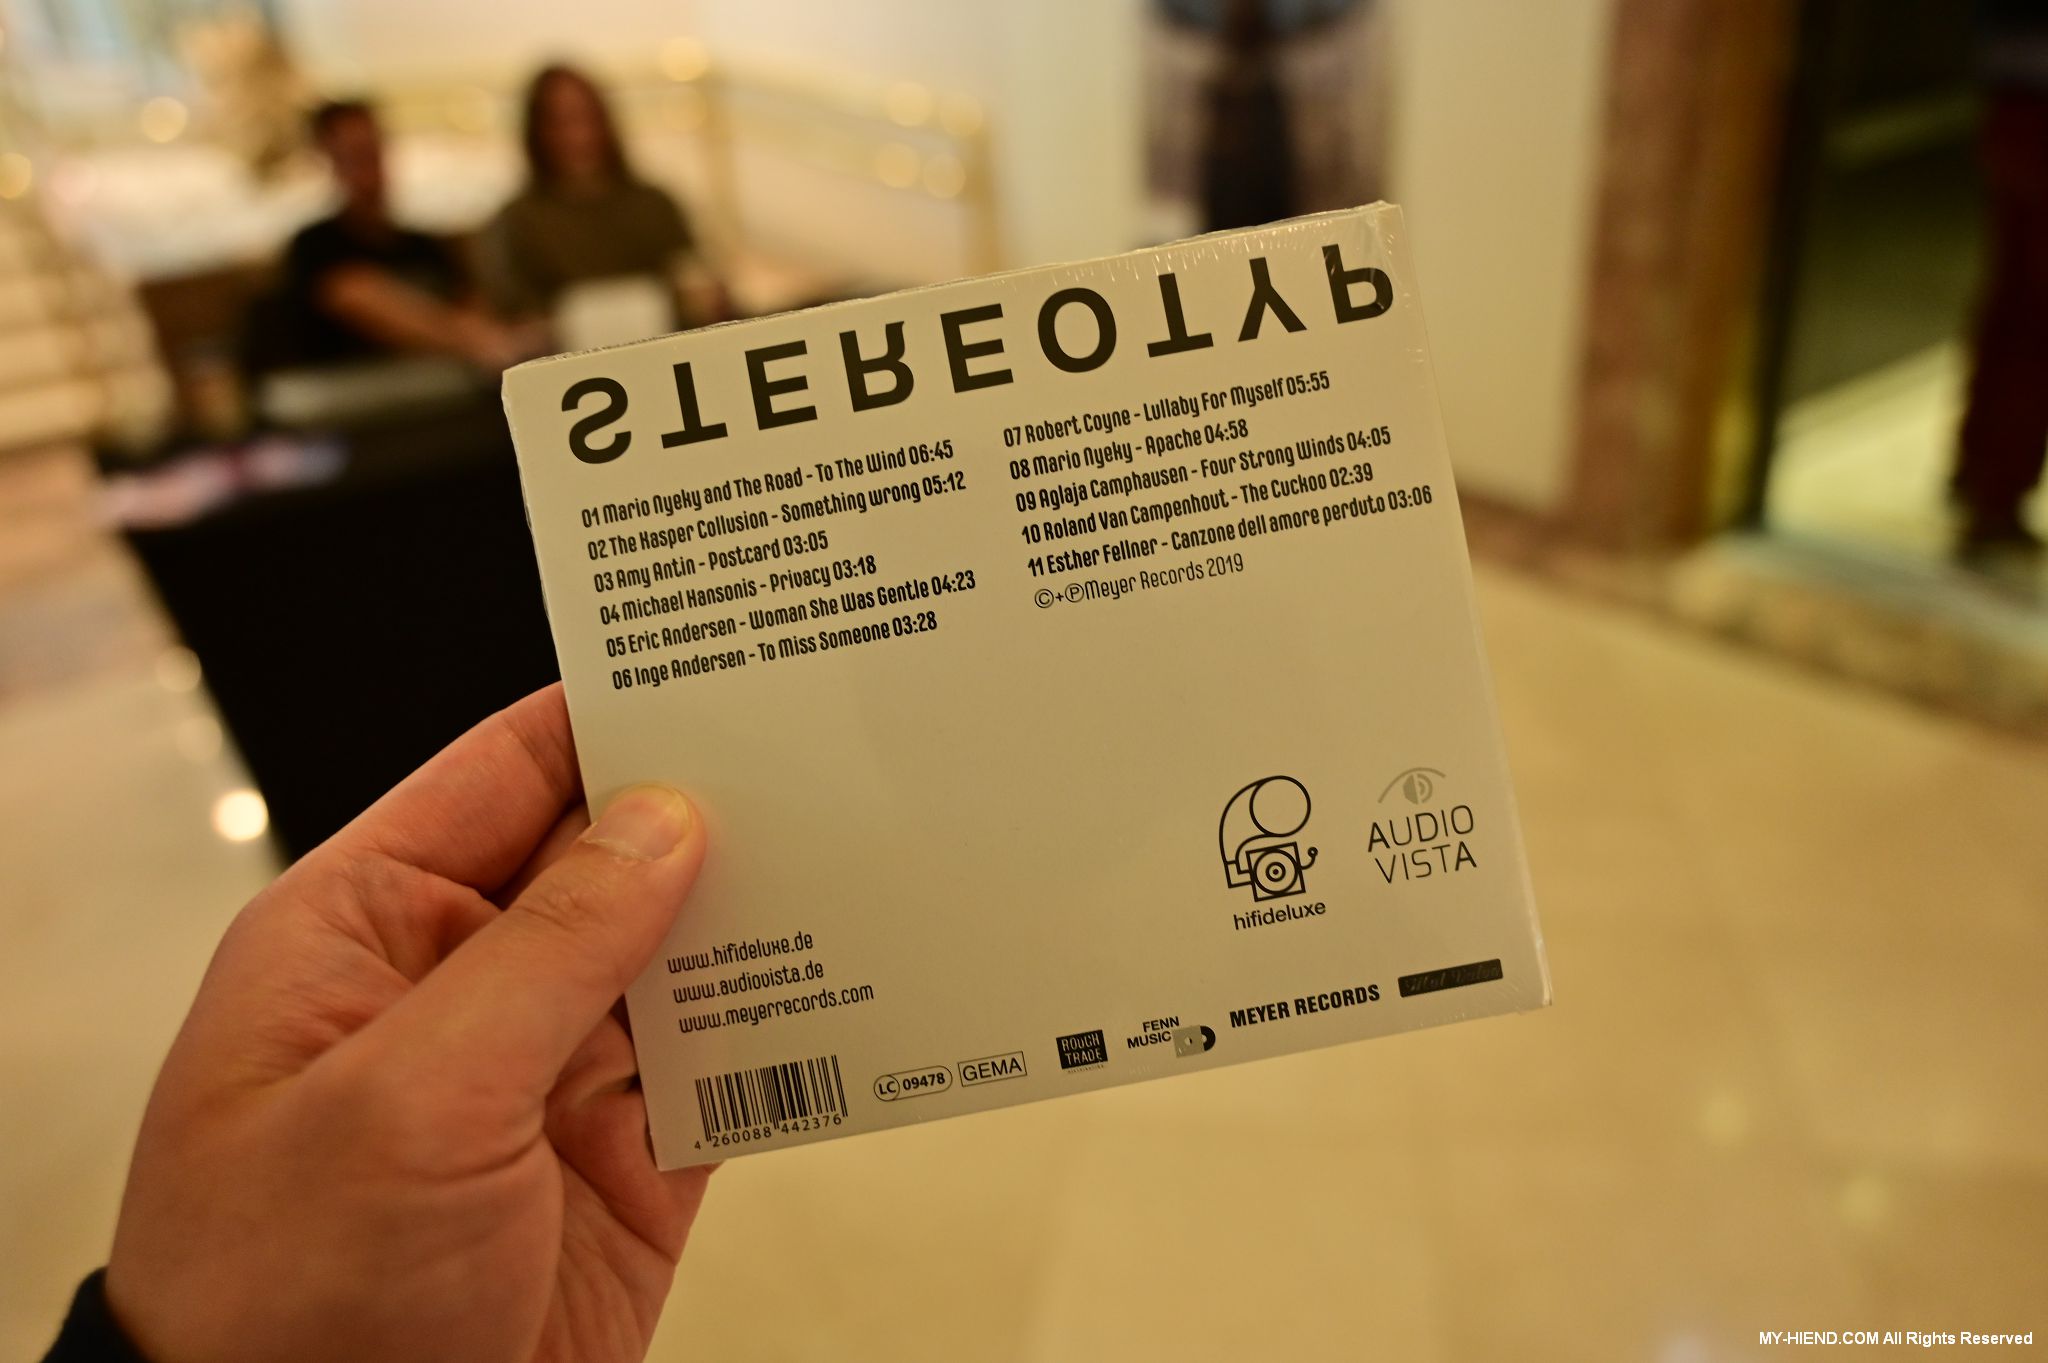 STEREOTYP
01 Mario Nyeky and The Road - To The Wind 06:45
02 The Kasper Collusion - Something wrong 05:12
03 Amy Antin - Postcard 03:05
04 Michael Hansonis - Privacy 03:18
05 Eric Andersen - Woman She Was Gentle 04:23
06 Inge Andersen - To Miss Someone 03:28
07 Robert Coyne - Lullaby For Myself 05:55
08 Mario Nyeky - Apache 04:58
09 Aglaja Camphausen - Four Strong Winds 04:05
10 Roland Van Campenhout - The Cuckoo 02:39
11 Esther Fellner - Canzone dell amore perduto 03:06
©+℗Meyer Records 2019
hifideluxe
AUDIO
VISTA
www.hifideluxe.de
www.audiovista.de
www.meyerrecords.com
4 260088 442376
LC 09478
GEMA
ROUGH
TRADE
FENN
MUSIC
MEYER RECORDS
MY-HIEND.COM All Rights Reserved